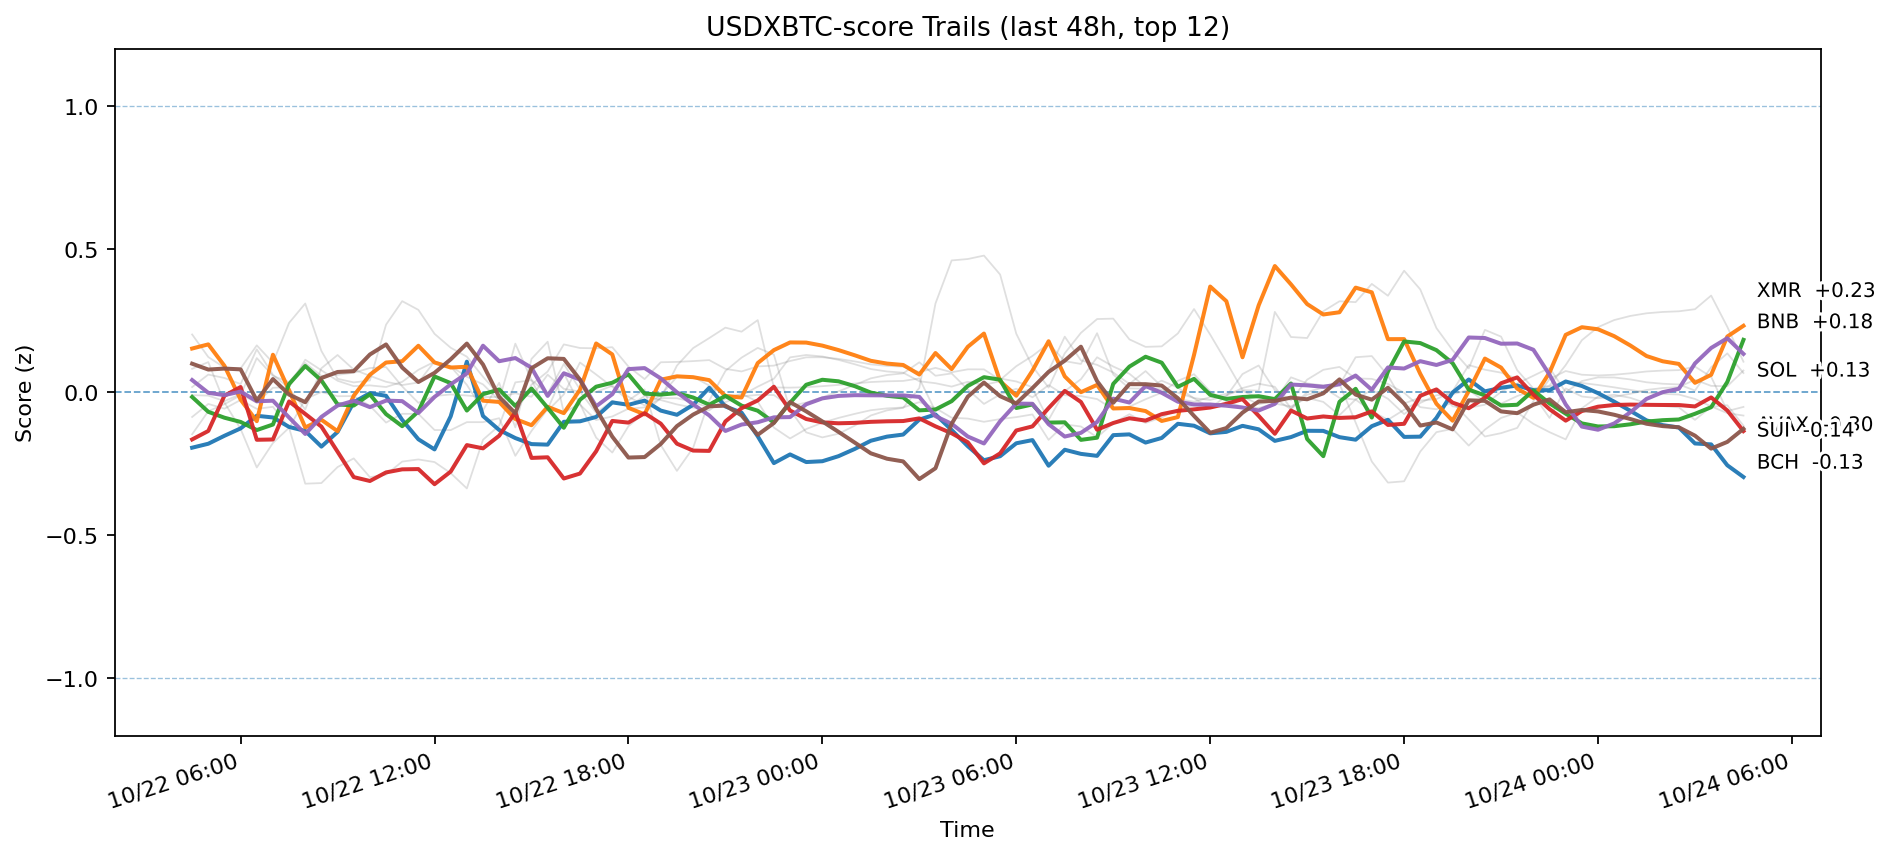 USDXBTC-score Trails (last 48h, top 12)
Score (z)
1.0
0.5
0.0
−0.5
−1.0
XMR +0.23
BNB +0.18
SOL +0.13
SUI -0.14
BCH -0.13
10/22 06:00
10/22 12:00
10/22 18:00
10/23 00:00
10/23 06:00
10/23 12:00
10/23 18:00
10/24 00:00
10/24 06:00
Time